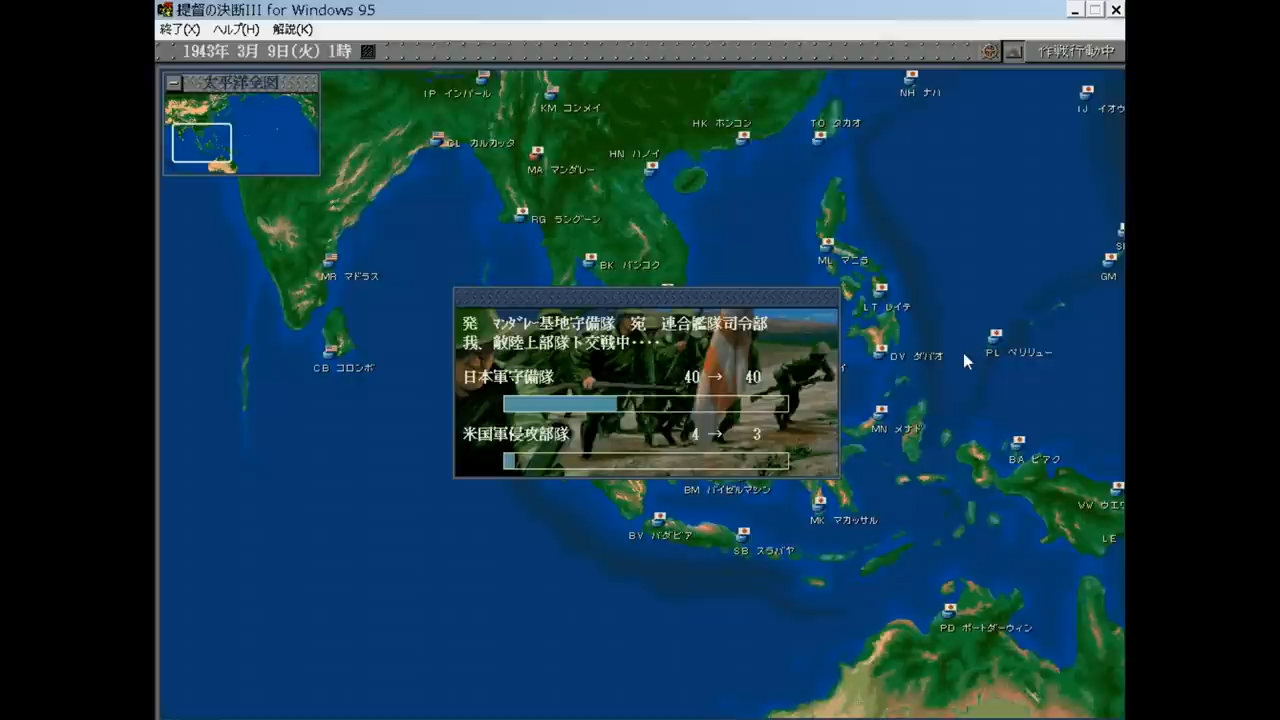 提督の決断III for Windows 95
終了(X) ヘルプ(H) 解説(K)
1943年 3月 9日(火) 1時
作戦行動中
太平洋全図
IP インパール
KM コンメイ
NH ナハ
HK ホンコン
TO タカオ
CL カルカッタ
HN ハノイ
MA マンダレー
RG ラングーン
ML マニラ
BK バンコク
MR マドラス
GM
LT レイテ
PL ペリリュー
DV ダバオ
CB コロンボ
発 マンダレー基地守備隊 宛 連合艦隊司令部
我、敵陸上部隊ト交戦中････
日本軍守備隊 40 → 40
米国軍侵攻部隊 4 → 3
MN メナド
BA ビアク
BM バイゼルマシン
VW ウエワ
MK マカッサル
BV バダビア
SB スラバヤ
LE
PD ポートダーウィン